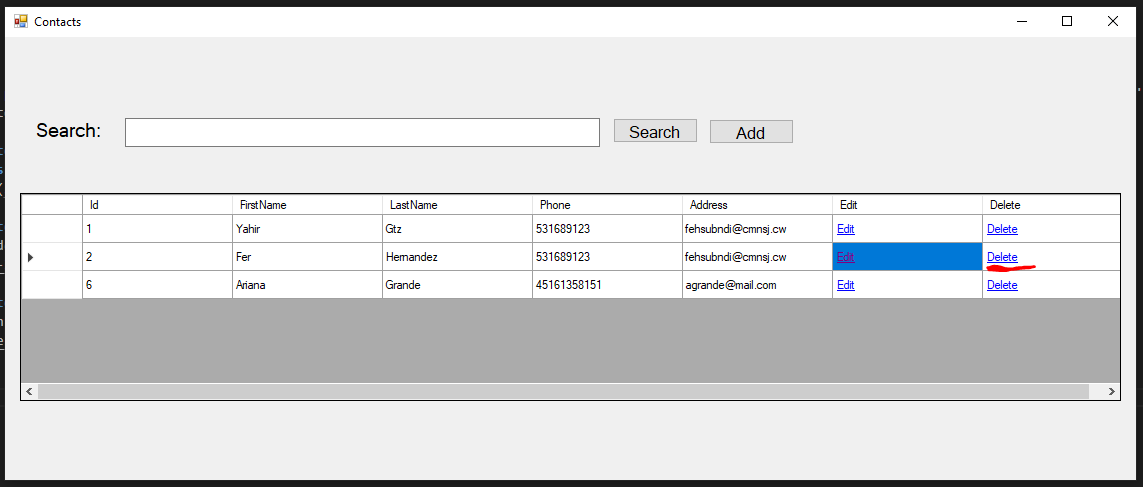 Contacts
Search:
Search
Add
Id FirstName LastName Phone Address Edit Delete
1 Yahir Gtz 531689123 fehsubndi@cmnsj.cw Edit Delete
2 Fer Hernandez 531689123 fehsubndi@cmnsj.cw Edit Delete
6 Ariana Grande 45161358151 agrande@mail.com Edit Delete